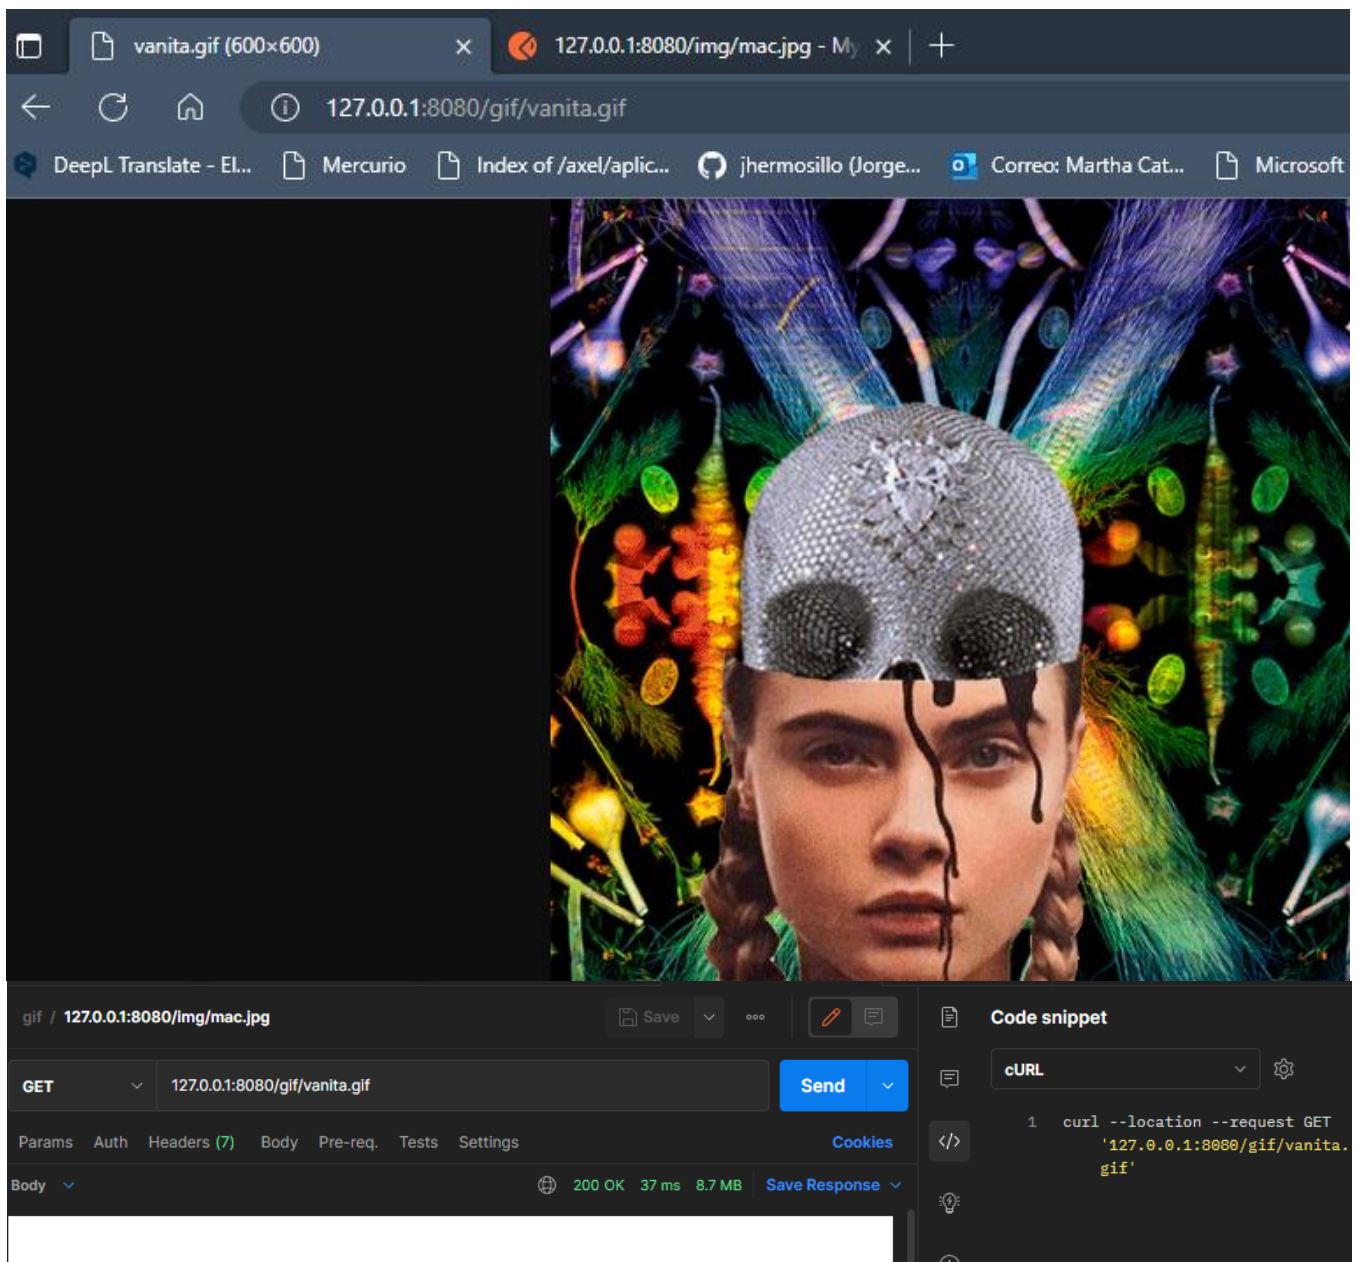 vanita.gif (600×600)
127.0.0.1:8080/img/mac.jpg - My
127.0.0.1:8080/gif/vanita.gif
DeepL Translate - El...
Mercurio
Index of /axel/aplic...
jhermosillo (Jorge...
Correo: Martha Cat...
Microsoft
gif / 127.0.0.1:8080/img/mac.jpg
Save
Code snippet
GET
127.0.0.1:8080/gif/vanita.gif
Send
cURL
Params Auth Headers (7) Body Pre-req. Tests Settings
Cookies
1 curl --location --request GET
'127.0.0.1:8080/gif/vanita.
gif'
Body
200 OK 37 ms 8.7 MB Save Response